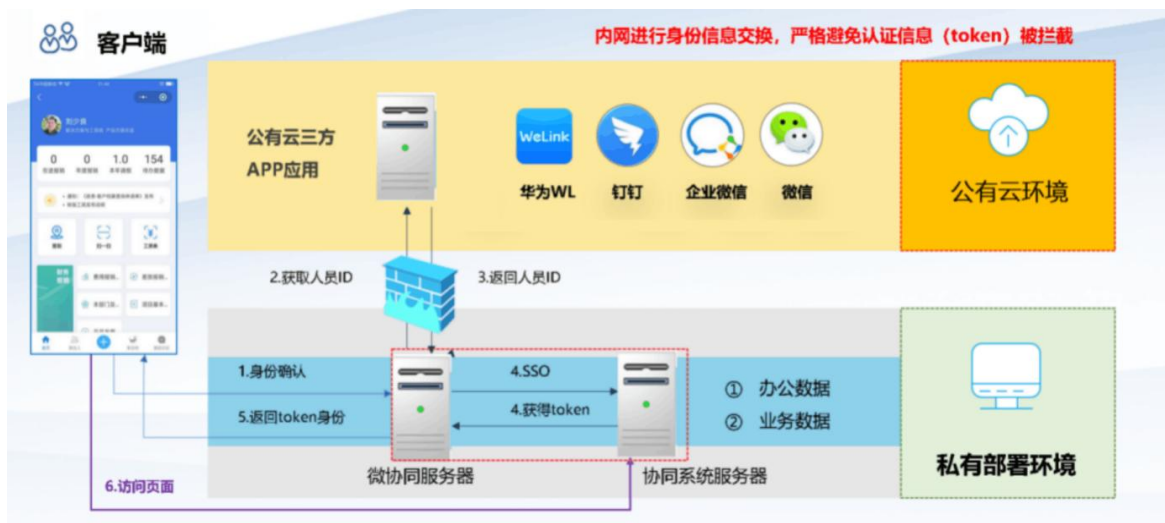 客户端
内网进行身份信息交换，严格避免认证信息（token）被拦截
0
0
1.0
154
公有云三方
APP应用
WeLink
华为WL
钉钉
企业微信
微信
公有云环境
2.获取人员ID
3.返回人员ID
1.身份确认
4.SSO
① 办公数据
5.返回token身份
4.获得token
② 业务数据
微协同服务器
协同系统服务器
私有部署环境
6.访问页面